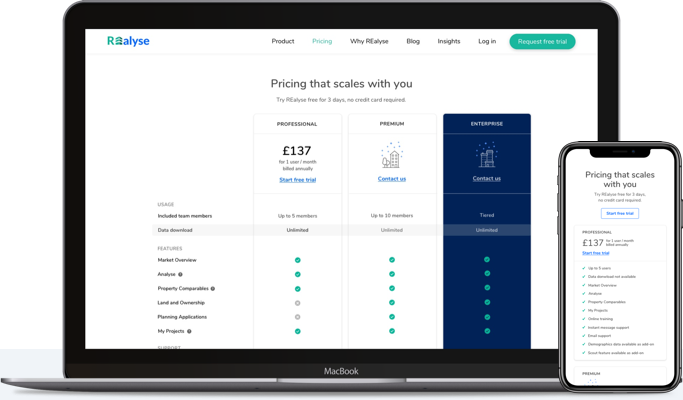 REalyse
Product Pricing Why REalyse Blog Insights Log in Request free trial
Pricing that scales with you
Try REalyse free for 3 days, no credit card required.
PROFESSIONAL PREMIUM ENTERPRISE
£137
for 1 user / month
billed annually
Start free trial Contact us Contact us
USAGE
Included team members Up to 5 members Up to 10 members Tiered
Data download Unlimited Unlimited Unlimited
FEATURES
Market Overview
Analyse ?
Property Comparables ?
Land and Ownership
Planning Applications
My Projects ?
MacBook
Pricing that scales
with you
Try REalyse free for 3 days,
no credit card required.
Start free trial
PROFESSIONAL
£137 for 1 user / month
billed annually
Start free trial
Up to 5 users
Data download not available
Market Overview
Analyse
Property Comparables
My Projects
Online training
Instant message support
Email support
Demographics data available as add-on
Scout feature available as add-on
PREMIUM